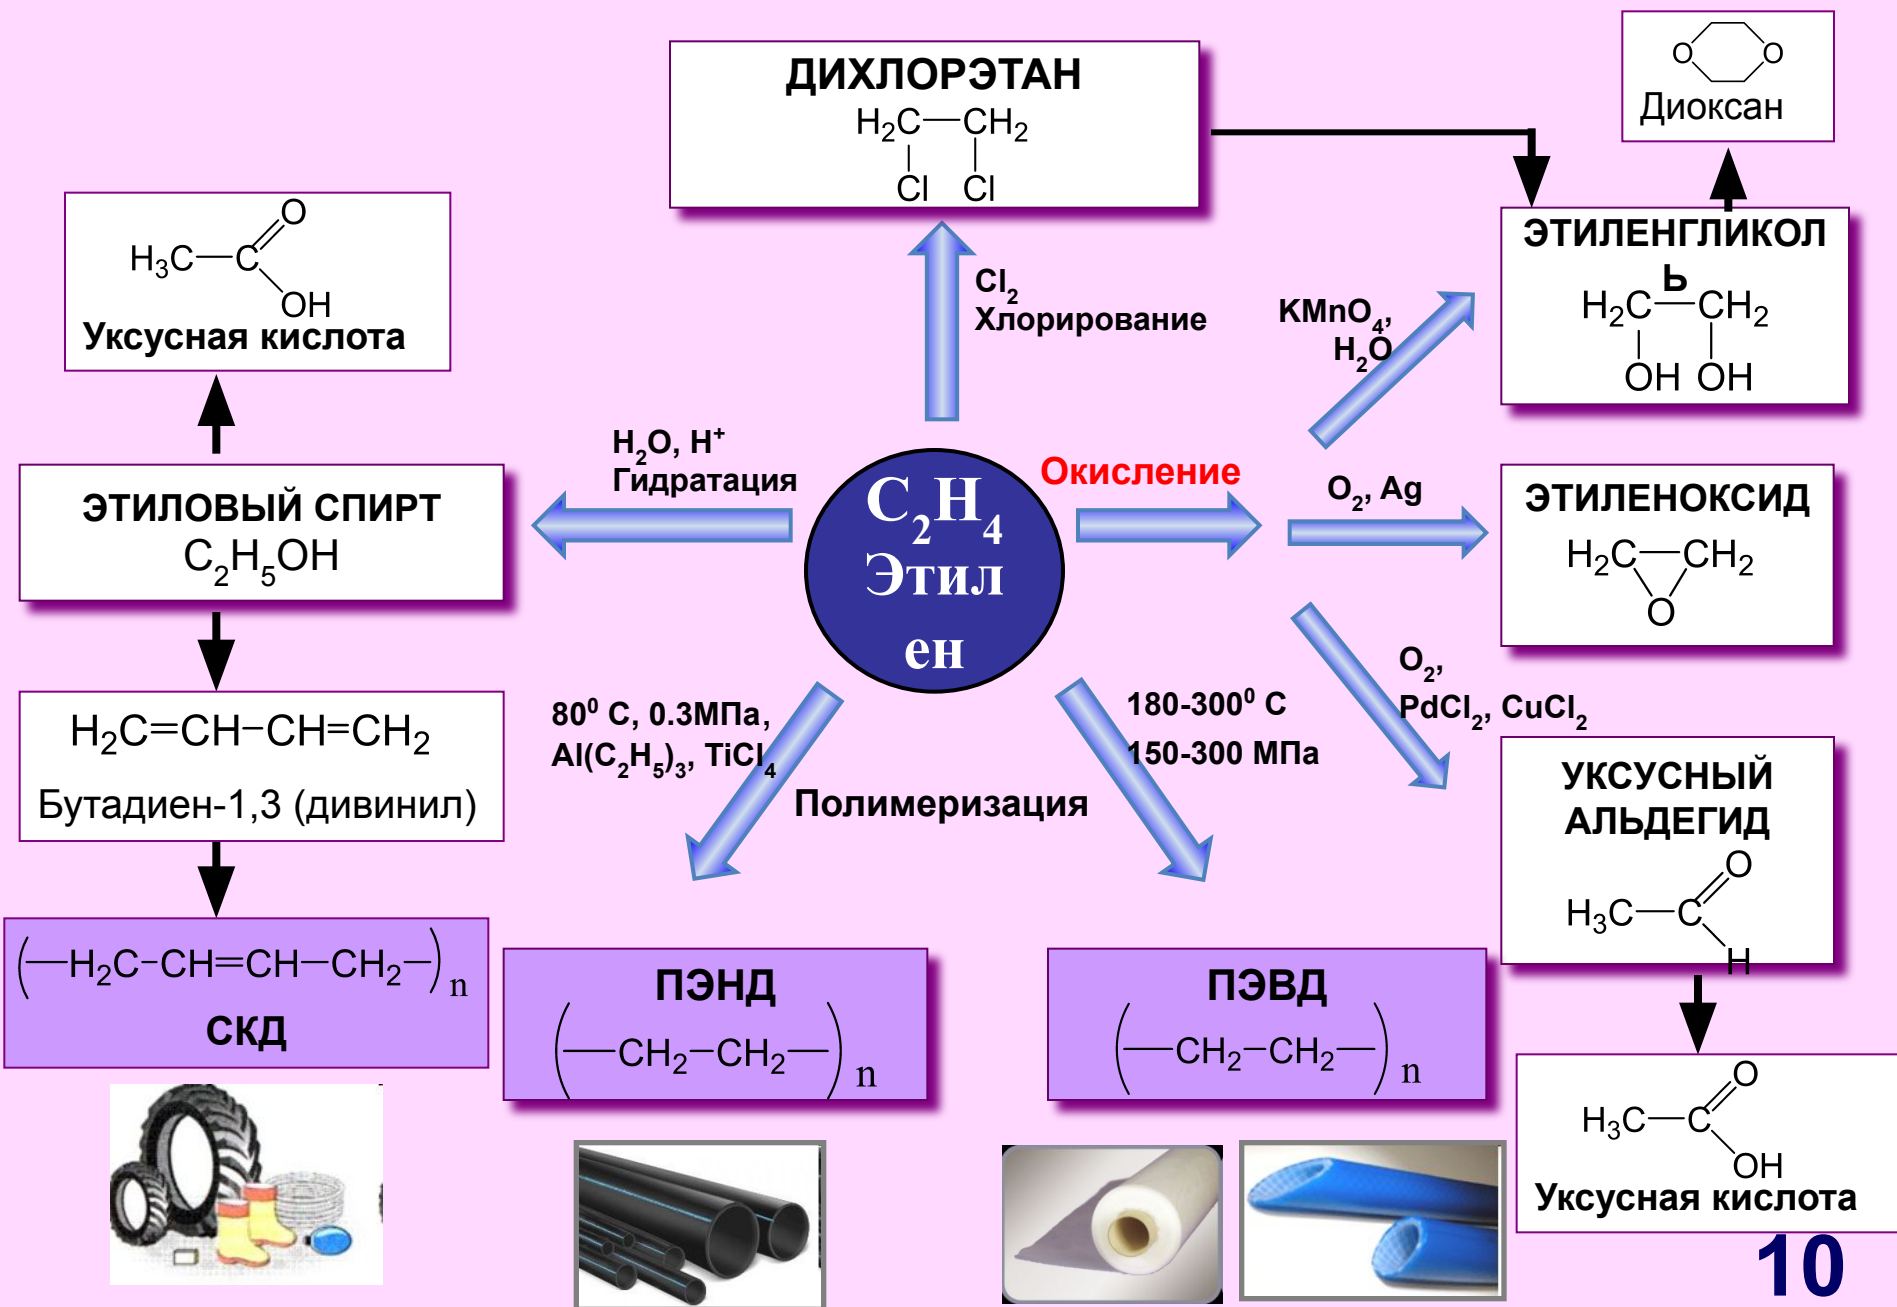 ДИХЛОРЭТАН
H₂C—CH₂
Cl Cl
O O
Диоксан
O
H₃C—C
OH
Уксусная кислота
Cl₂
Хлорирование
KMnO₄,
H₂O
ЭТИЛЕНГЛИКОЛ
Ь
H₂C—CH₂
OH OH
H₂O, H⁺
Гидратация
ЭТИЛОВЫЙ СПИРТ
C₂H₅OH
C₂H₄
Этил
ен
Окисление
O₂, Ag
ЭТИЛЕНОКСИД
H₂C—CH₂
O
O₂,
PdCl₂, CuCl₂
H₂C=CH–CH=CH₂
Бутадиен-1,3 (дивинил)
80⁰ C, 0.3МПа,
Al(C₂H₅)₃, TiCl₄
180-300⁰ C
150-300 МПа
Полимеризация
УКСУСНЫЙ
АЛЬДЕГИД
O
H₃C—C
H
(—H₂C–CH=CH–CH₂–)n
СКД
ПЭНД
(—CH₂–CH₂—)n
ПЭВД
(—CH₂–CH₂—)n
O
H₃C—C
OH
Уксусная кислота
10